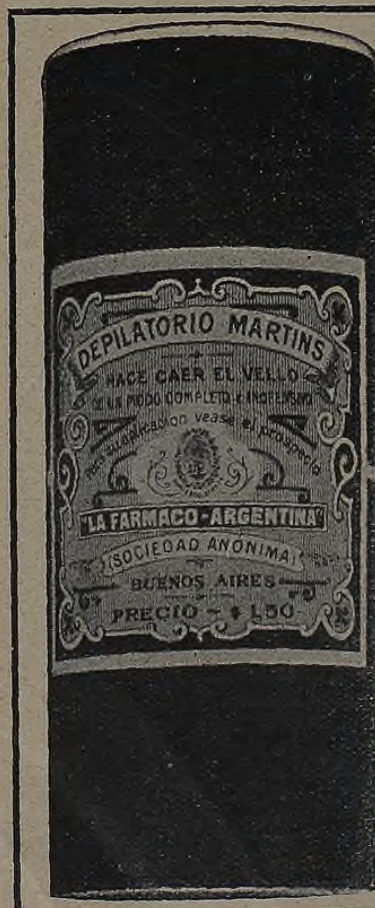 DEPILATORIO MARTINS
HACE CAER EL VELLO
DE UN MODO COMPLETO E INOFENSIVO
para su aplicacion vease el prospecto
"LA FARMACO-ARGENTINA"
(SOCIEDAD ANÓNIMA)
BUENOS AIRES
PRECIO - $ 1,50